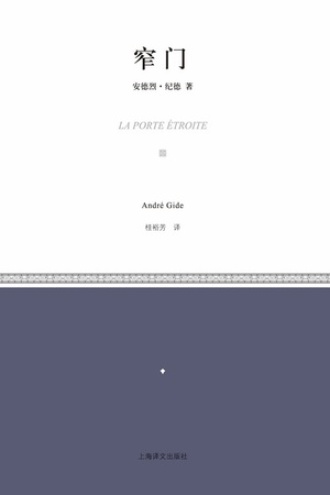 窄门
安德烈·纪德 著
LA PORTE ÉTROITE
André Gide
桂裕芳 译
上海译文出版社